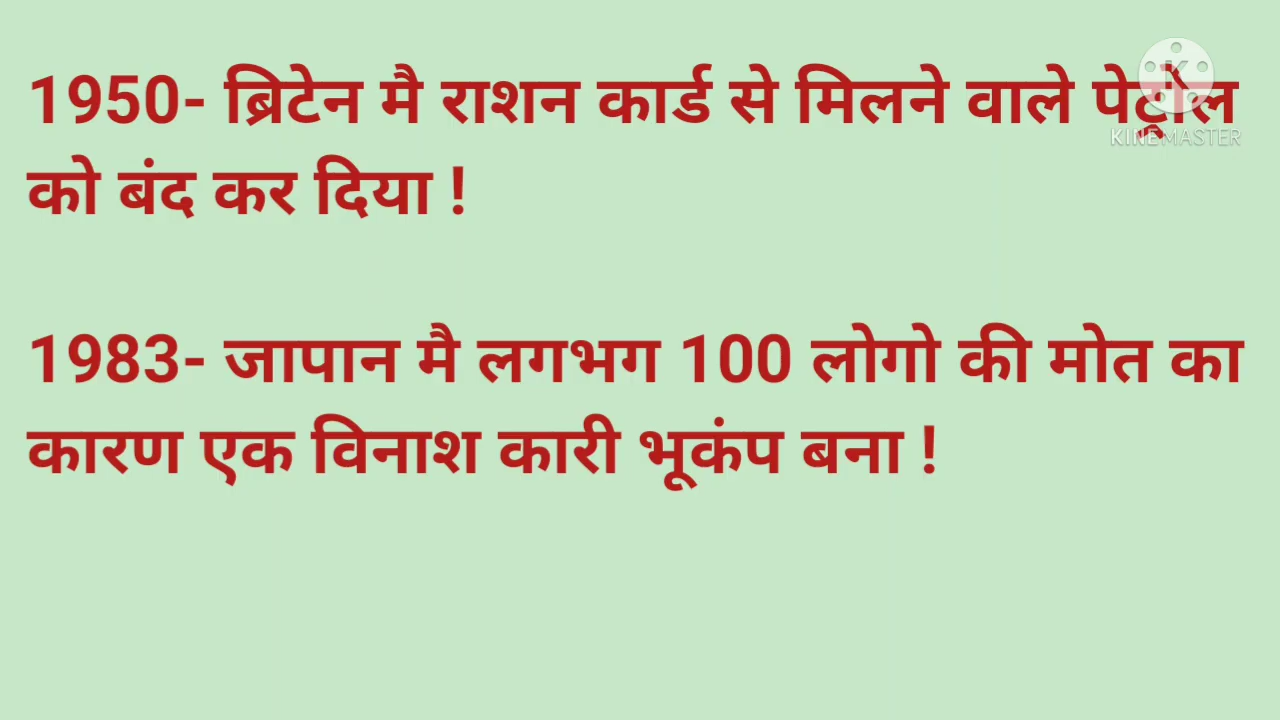 1950- ब्रिटेन मै राशन कार्ड से मिलने वाले पेट्रोल
को बंद कर दिया !
1983- जापान मै लगभग 100 लोगो की मोत का
कारण एक विनाश कारी भूकंप बना !
KINEMASTER